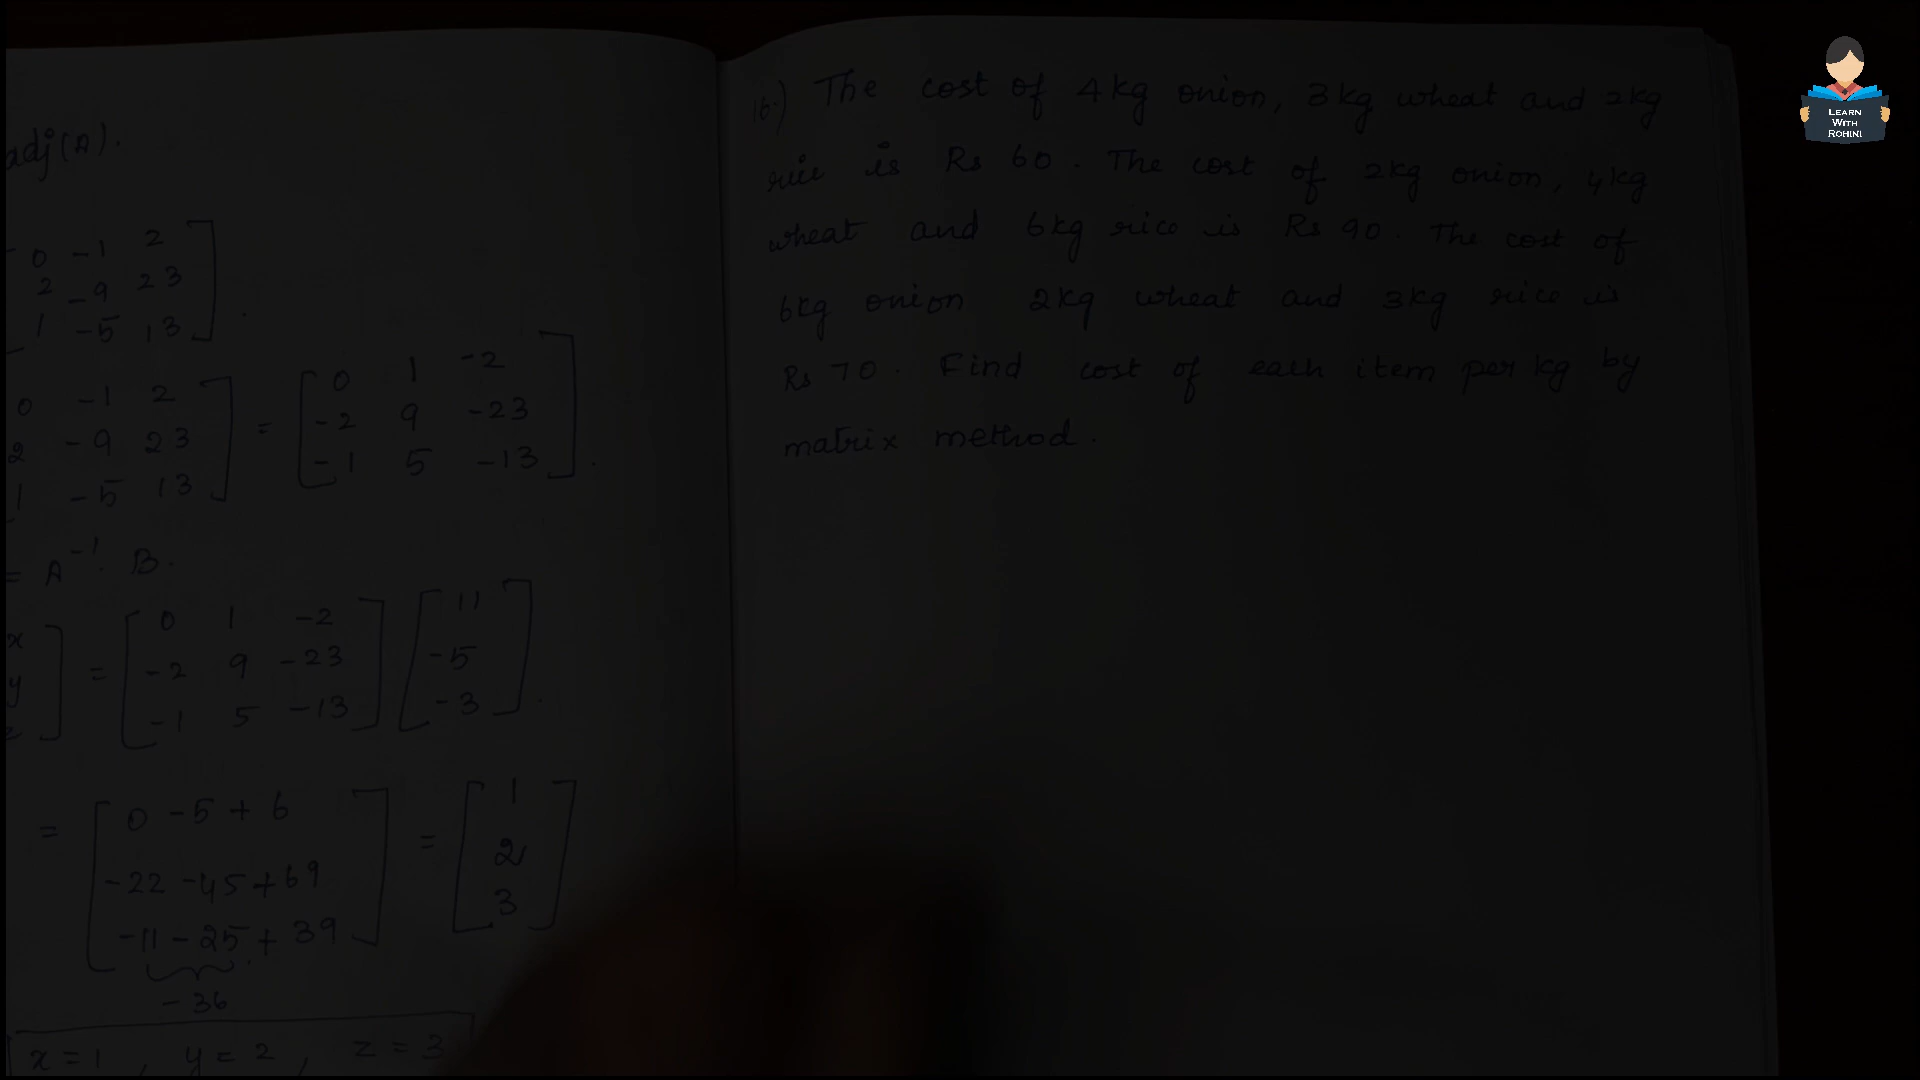 adj(A).
0 -1 2
2 -9 23
1 -5 13
0 -1 2
2 -9 23
1 -5 13
=
0 1 -2
-2 9 -23
-1 5 -13
= A⁻¹. B.
x
y
=
0 1 -2
-2 9 -23
-1 5 -13
11
-5
-3
=
0 -5 + 6
-22 -45 + 69
-11 -25 + 39
-36
=
1
2
3
x = 1 , y = 2 , z = 3
16.) The cost of 4kg onion, 3kg wheat and 2kg
rice is Rs 60. The cost of 2kg onion, 4kg
wheat and 6kg rice is Rs 90. The cost of
6kg onion 2kg wheat and 3kg rice is
Rs 70. Find cost of each item per kg by
matrix method.
LEARN
WITH
ROHINI